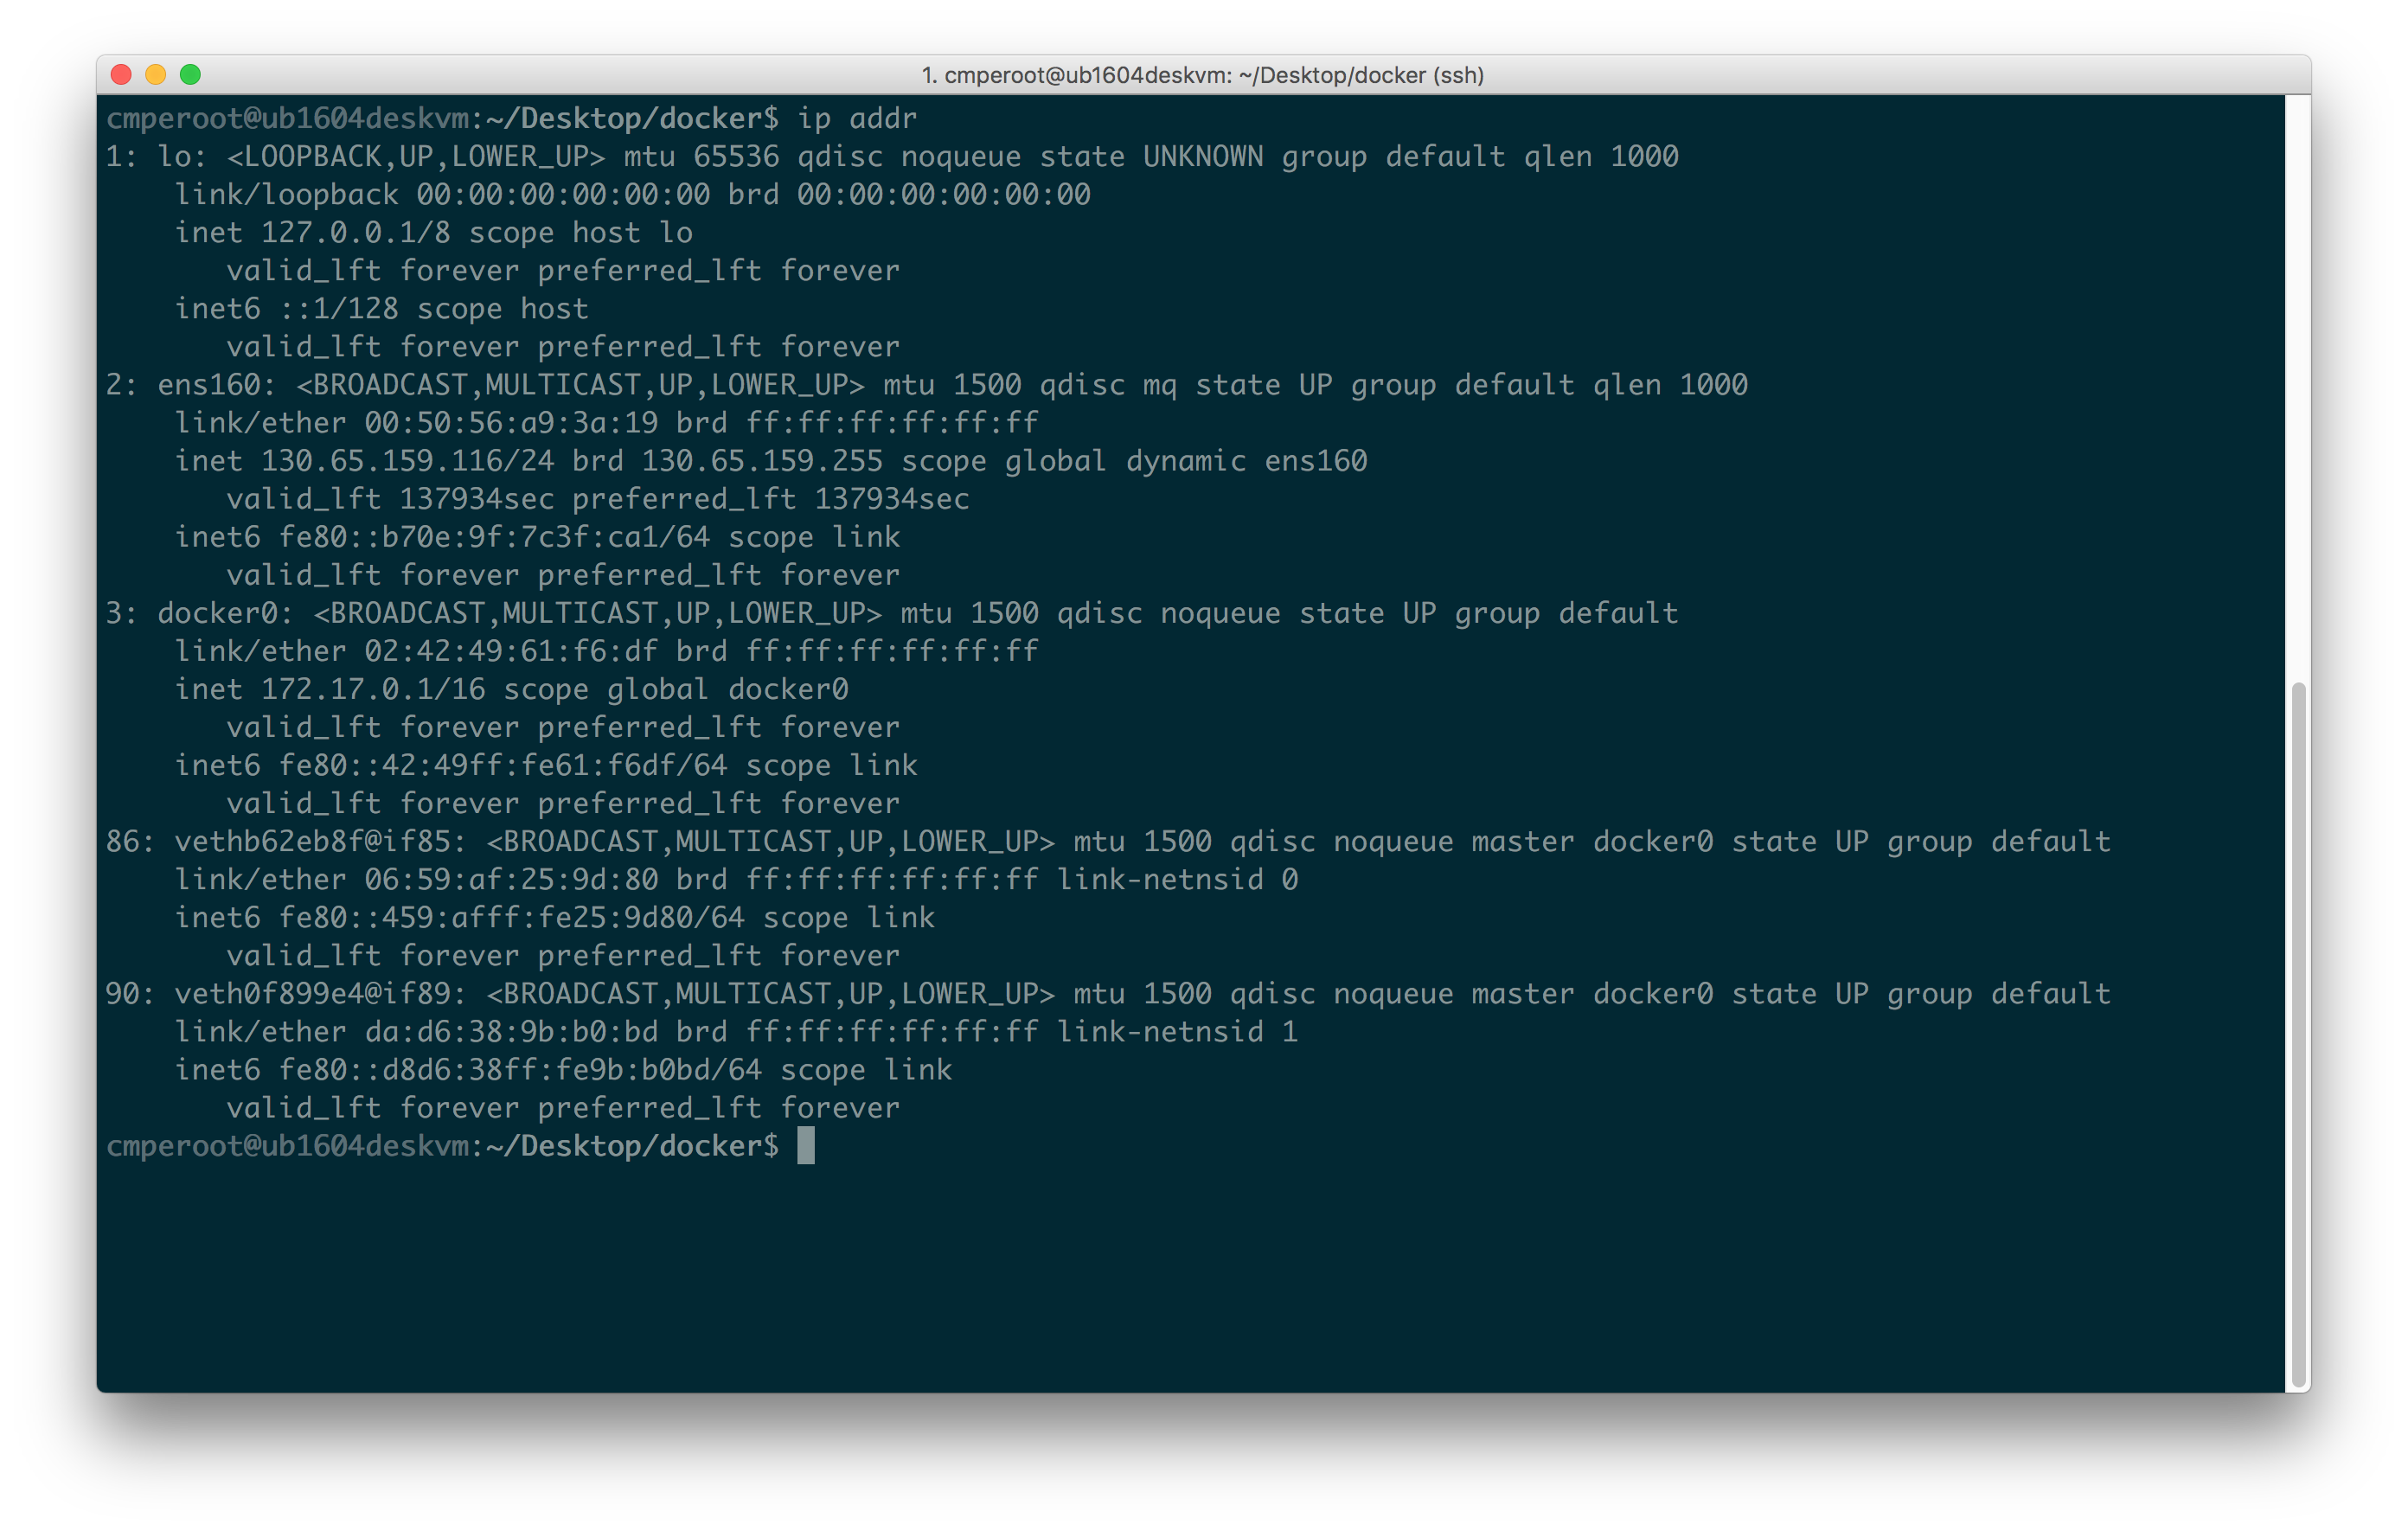 1. cmperoot@ub1604deskvm: ~/Desktop/docker (ssh)
cmperoot@ub1604deskvm:~/Desktop/docker$ ip addr
1: lo: <LOOPBACK,UP,LOWER_UP> mtu 65536 qdisc noqueue state UNKNOWN group default qlen 1000
    link/loopback 00:00:00:00:00:00 brd 00:00:00:00:00:00
    inet 127.0.0.1/8 scope host lo
       valid_lft forever preferred_lft forever
    inet6 ::1/128 scope host
       valid_lft forever preferred_lft forever
2: ens160: <BROADCAST,MULTICAST,UP,LOWER_UP> mtu 1500 qdisc mq state UP group default qlen 1000
    link/ether 00:50:56:a9:3a:19 brd ff:ff:ff:ff:ff:ff
    inet 130.65.159.116/24 brd 130.65.159.255 scope global dynamic ens160
       valid_lft 137934sec preferred_lft 137934sec
    inet6 fe80::b70e:9f:7c3f:ca1/64 scope link
       valid_lft forever preferred_lft forever
3: docker0: <BROADCAST,MULTICAST,UP,LOWER_UP> mtu 1500 qdisc noqueue state UP group default
    link/ether 02:42:49:61:f6:df brd ff:ff:ff:ff:ff:ff
    inet 172.17.0.1/16 scope global docker0
       valid_lft forever preferred_lft forever
    inet6 fe80::42:49ff:fe61:f6df/64 scope link
       valid_lft forever preferred_lft forever
86: vethb62eb8f@if85: <BROADCAST,MULTICAST,UP,LOWER_UP> mtu 1500 qdisc noqueue master docker0 state UP group default
    link/ether 06:59:af:25:9d:80 brd ff:ff:ff:ff:ff:ff link-netnsid 0
    inet6 fe80::459:afff:fe25:9d80/64 scope link
       valid_lft forever preferred_lft forever
90: veth0f899e4@if89: <BROADCAST,MULTICAST,UP,LOWER_UP> mtu 1500 qdisc noqueue master docker0 state UP group default
    link/ether da:d6:38:9b:b0:bd brd ff:ff:ff:ff:ff:ff link-netnsid 1
    inet6 fe80::d8d6:38ff:fe9b:b0bd/64 scope link
       valid_lft forever preferred_lft forever
cmperoot@ub1604deskvm:~/Desktop/docker$